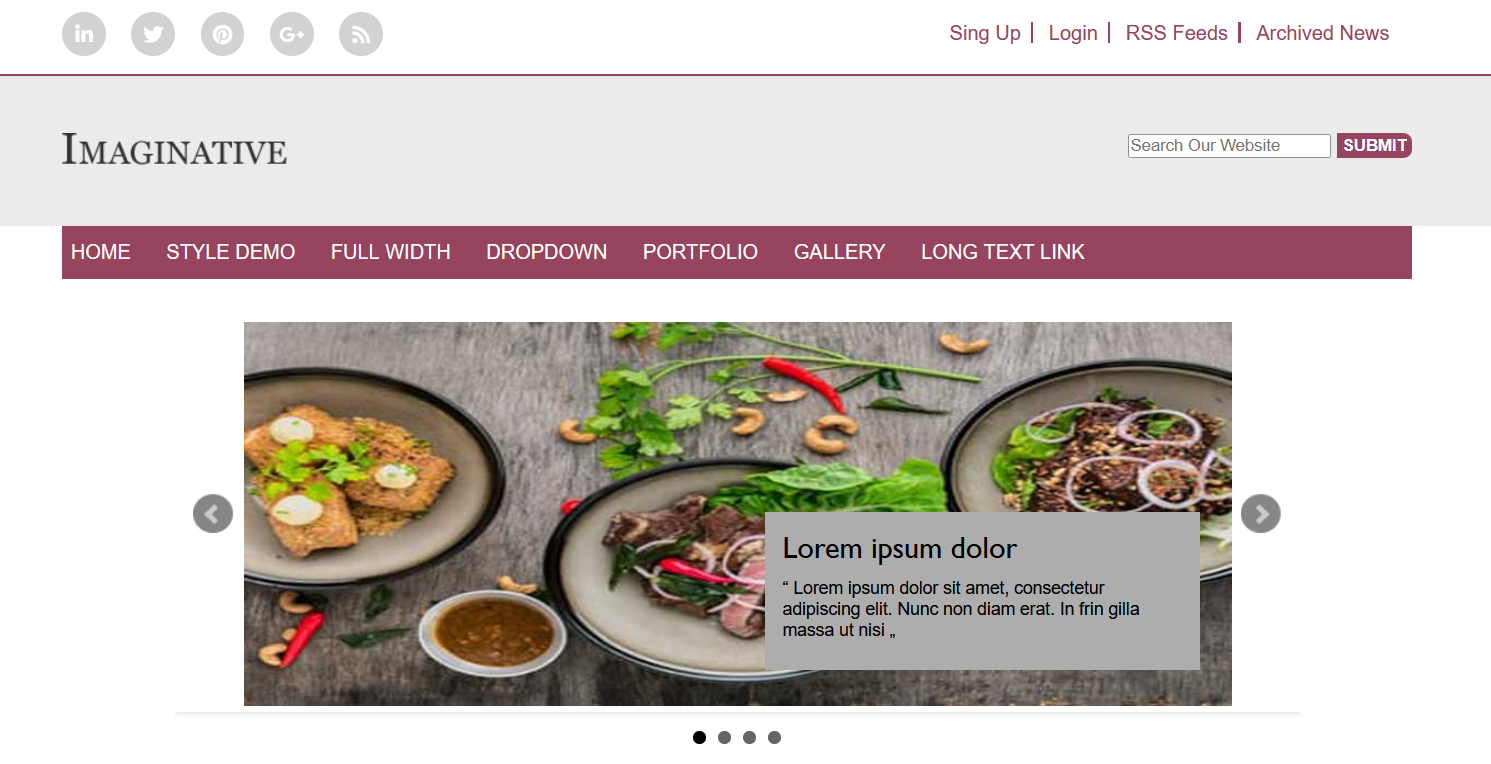 Sing Up
Login
RSS Feeds
Archived News
IMAGINATIVE
Search Our Website
SUBMIT
HOME
STYLE DEMO
FULL WIDTH
DROPDOWN
PORTFOLIO
GALLERY
LONG TEXT LINK
Lorem ipsum dolor
“ Lorem ipsum dolor sit amet, consectetur
adipiscing elit. Nunc non diam erat. In frin gilla
massa ut nisi „